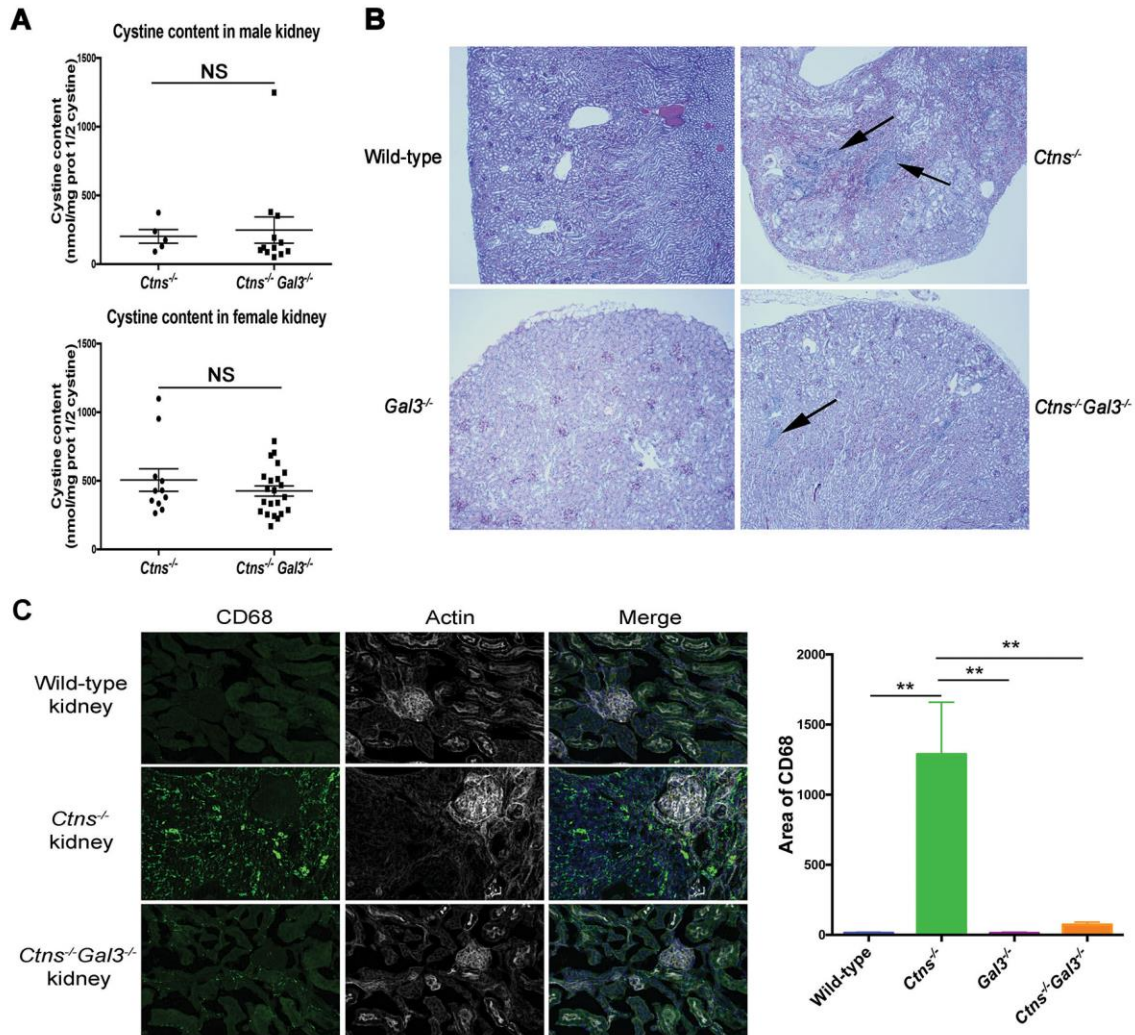 A
Cystine content in male kidney
Cystine content
(nmol/mg prot 1/2 cystine)
1500
1000
500
0
NS
Ctns-/-
Ctns-/- Gal3-/-
Cystine content in female kidney
Cystine content
(nmol/mg prot 1/2 cystine)
1500
1000
500
0
NS
Ctns-/-
Ctns-/- Gal3-/-
B
Wild-type
Ctns-/-
Gal3-/-
Ctns-/-Gal3-/-
C
CD68
Actin
Merge
Wild-type
kidney
Ctns-/-
kidney
Ctns-/-Gal3-/-
kidney
Area of CD68
2000
1500
1000
500
0
**
**
**
Wild-type
Ctns-/-
Gal3-/-
Ctns-/-Gal3-/-